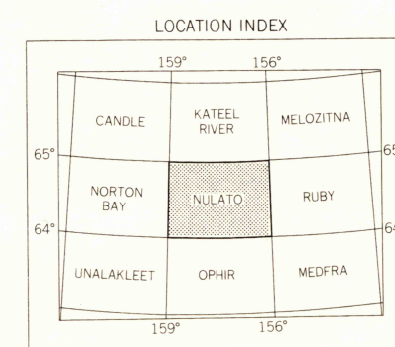 LOCATION INDEX
159° 156°
CANDLE KATEEL RIVER MELOZITNA
65° 65
NORTON BAY NULATO RUBY
64° 64
UNALAKLEET OPHIR MEDFRA
159° 156°